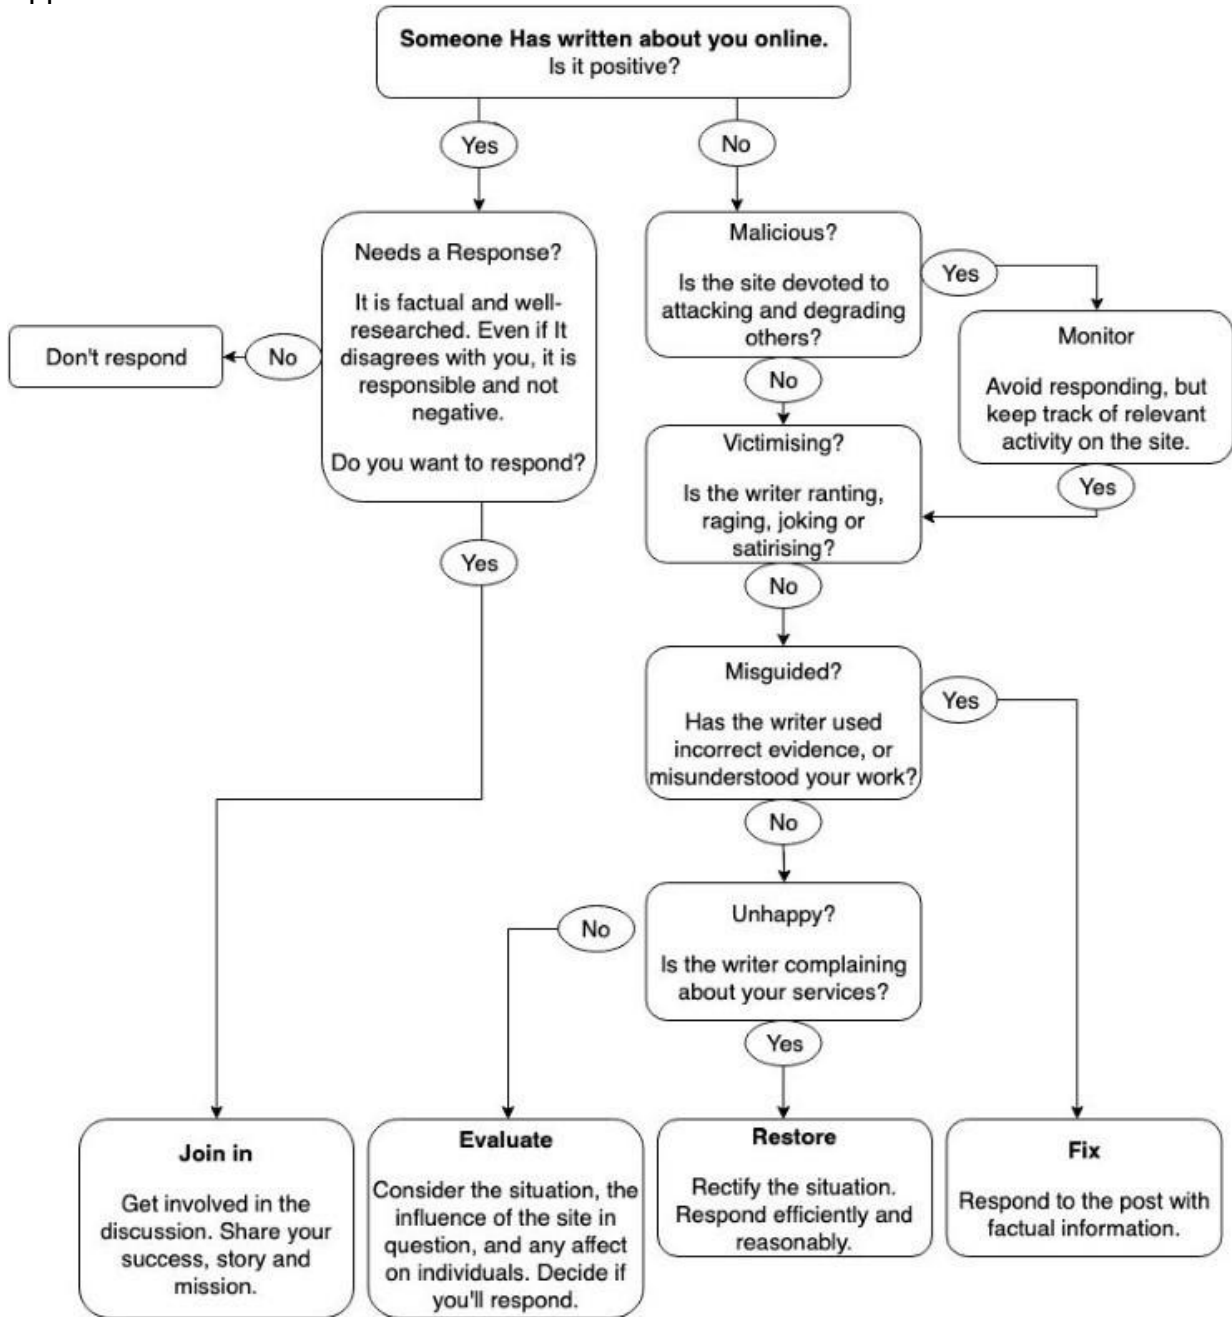 Someone Has written about you online.
Is it positive?
Yes
No
Needs a Response?
It is factual and well-
researched. Even if It
disagrees with you, it is
responsible and not
negative.
Do you want to respond?
No
Don't respond
Yes
Malicious?
Is the site devoted to
attacking and degrading
others?
Yes
Monitor
Avoid responding, but
keep track of relevant
activity on the site.
Yes
No
Victimising?
Is the writer ranting,
raging, joking or
satirising?
No
Misguided?
Has the writer used
incorrect evidence, or
misunderstood your work?
Yes
No
Unhappy?
Is the writer complaining
about your services?
No
Yes
Join in
Get involved in the
discussion. Share your
success, story and
mission.
Evaluate
Consider the situation, the
influence of the site in
question, and any affect
on individuals. Decide if
you'll respond.
Restore
Rectify the situation.
Respond efficiently and
reasonably.
Fix
Respond to the post with
factual information.